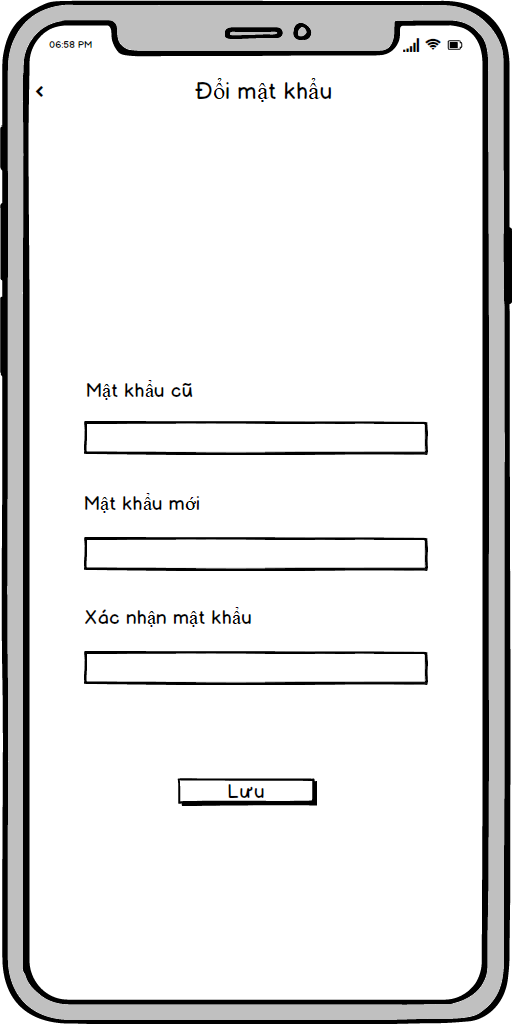 06:58 PM
Đổi mật khẩu
Mật khẩu cũ
Mật khẩu mới
Xác nhận mật khẩu
Lưu